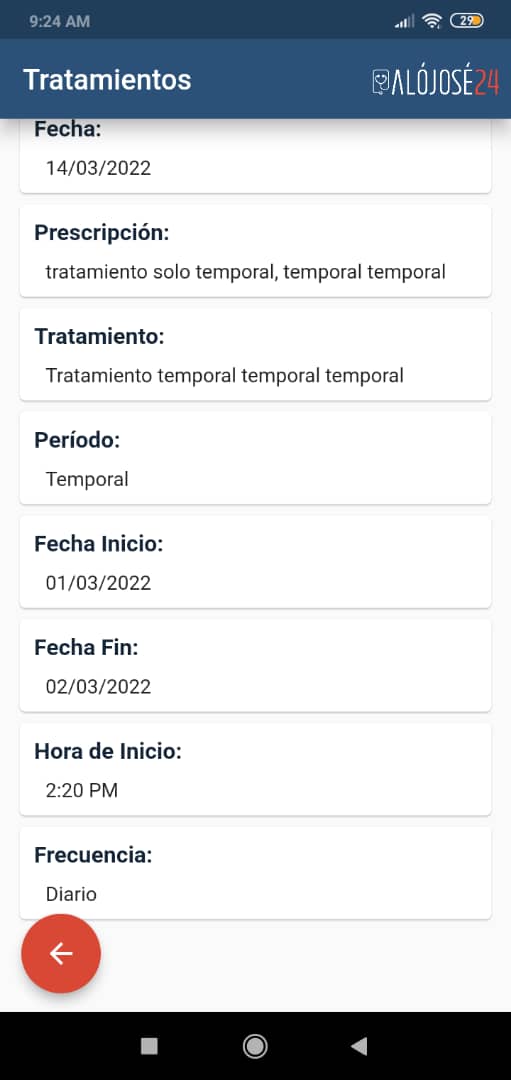 9:24 AM
29
Tratamientos
ALÓJOSÉ24
Fecha:
14/03/2022
Prescripción:
tratamiento solo temporal, temporal temporal
Tratamiento:
Tratamiento temporal temporal temporal
Período:
Temporal
Fecha Inicio:
01/03/2022
Fecha Fin:
02/03/2022
Hora de Inicio:
2:20 PM
Frecuencia:
Diario